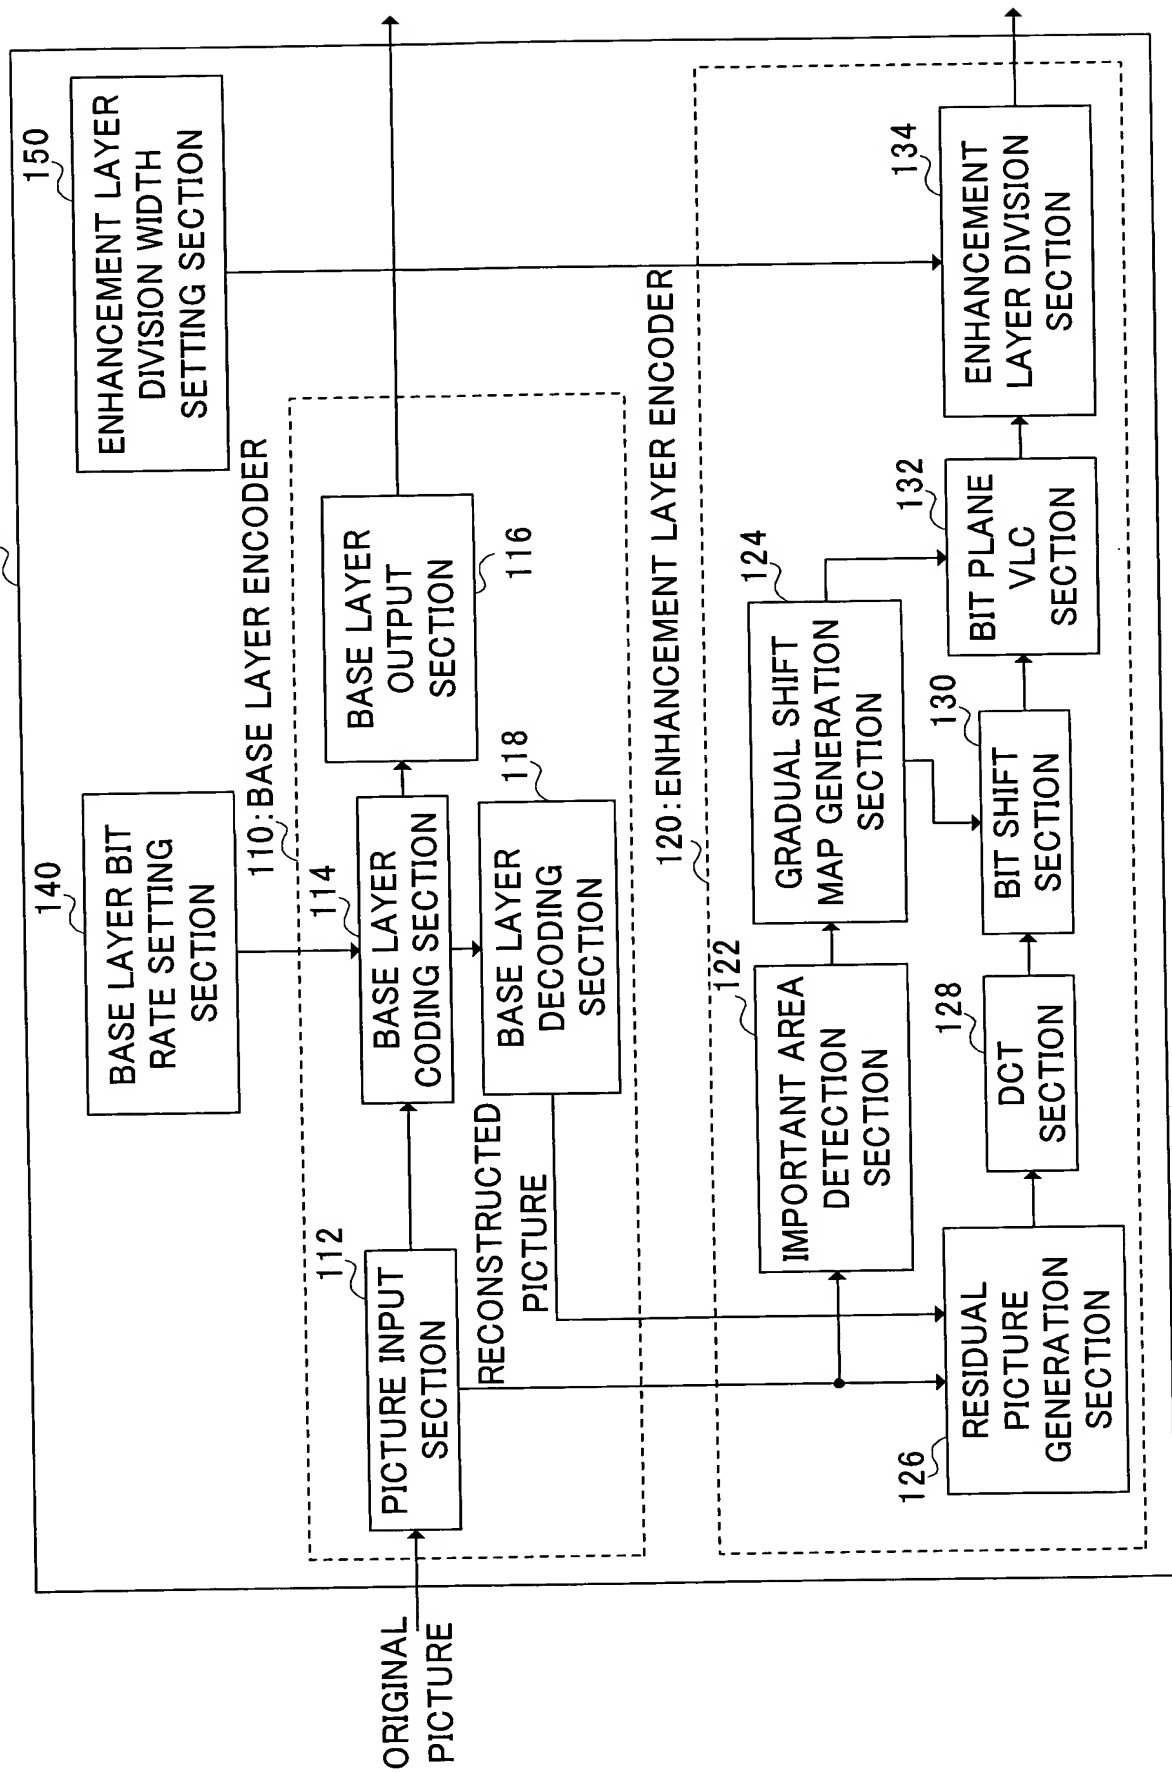 140
BASE LAYER BIT
RATE SETTING
SECTION
150
ENHANCEMENT LAYER
DIVISION WIDTH
SETTING SECTION
110:BASE LAYER ENCODER
ORIGINAL
PICTURE
112
PICTURE INPUT
SECTION
114
BASE LAYER
CODING SECTION
BASE LAYER
OUTPUT
SECTION
116
118
BASE LAYER
DECODING
SECTION
RECONSTRUCTED
PICTURE
120:ENHANCEMENT LAYER ENCODER
122
IMPORTANT AREA
DETECTION
SECTION
124
GRADUAL SHIFT
MAP GENERATION
SECTION
126
RESIDUAL
PICTURE
GENERATION
SECTION
128
DCT
SECTION
130
BIT SHIFT
SECTION
132
BIT PLANE
VLC
SECTION
134
ENHANCEMENT
LAYER DIVISION
SECTION